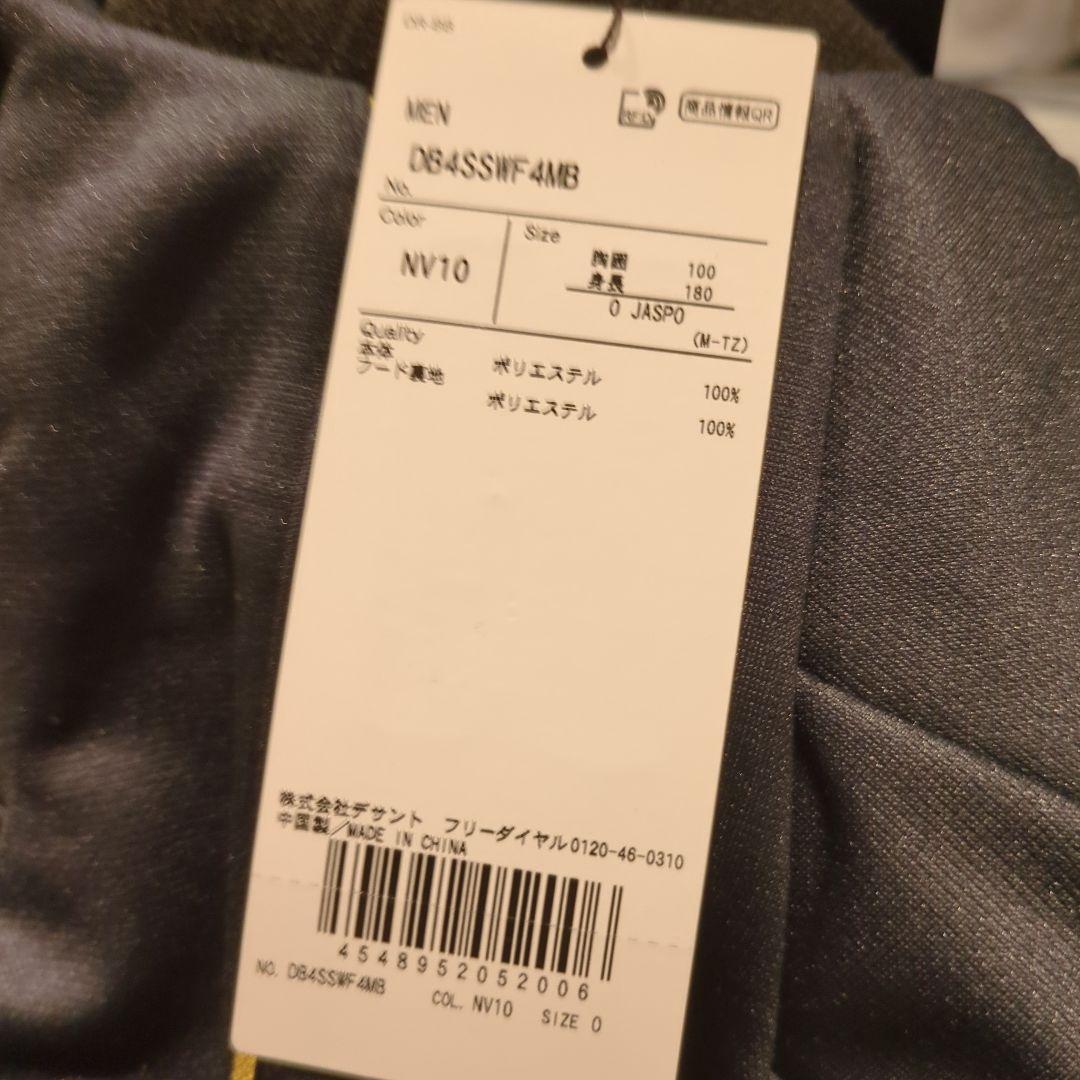 MEN
商品情報QR
DB4SSWF4MB
No.
Color
Size
NV10
胸囲 100
身長 180
O JASPO
(M-TZ)
Quality
本体 ポリエステル 100%
フード裏地 ポリエステル 100%
株式会社デサント フリーダイヤル0120-46-0310
中国製/MADE IN CHINA
4548952052006
NO. DB4SSWF4MB COL. NV10 SIZE O